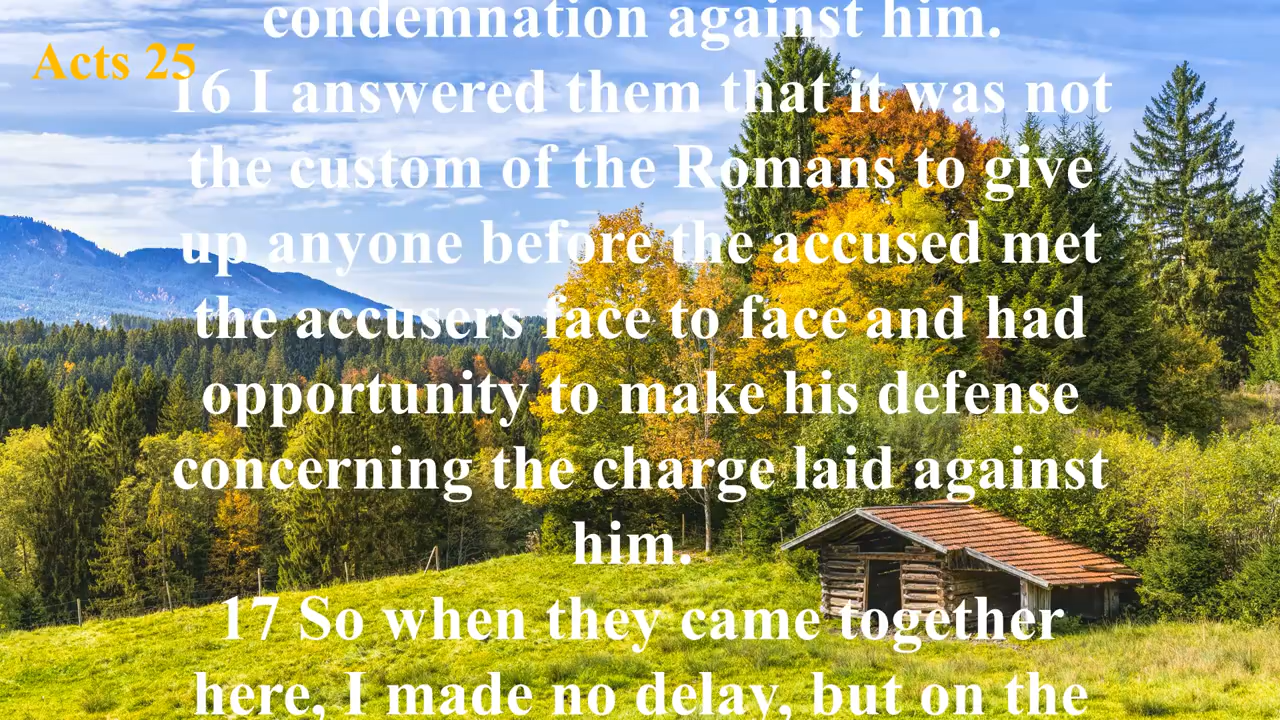 condemnation against him.
Acts 25
16 I answered them that it was not
the custom of the Romans to give
up anyone before the accused met
the accusers face to face and had
opportunity to make his defense
concerning the charge laid against
him.
17 So when they came together
here, I made no delay, but on the